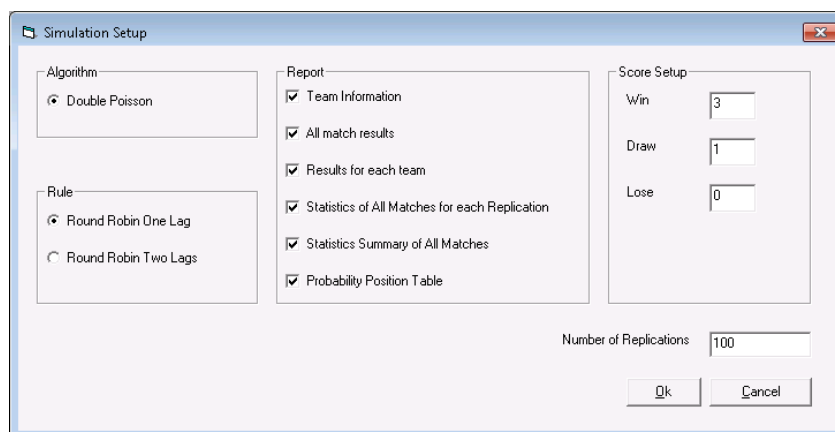 Simulation Setup
Algorithm
Double Poisson
Rule
Round Robin One Lag
Round Robin Two Lags
Report
Team Information
All match results
Results for each team
Statistics of All Matches for each Replication
Statistics Summary of All Matches
Probability Position Table
Score Setup
Win 3
Draw 1
Lose 0
Number of Replications 100
Ok Cancel